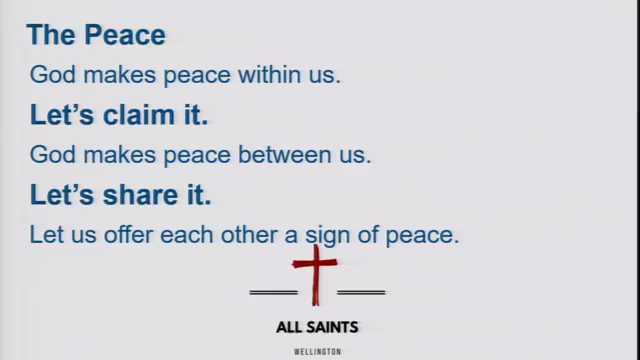 The Peace
God makes peace within us.
Let's claim it.
God makes peace between us.
Let's share it.
Let us offer each other a sign of peace.
ALL SAINTS
WELLINGTON